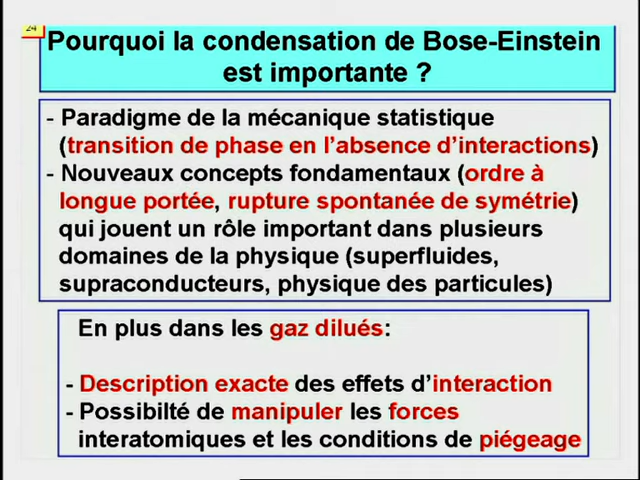 24
Pourquoi la condensation de Bose-Einstein
est importante ?
- Paradigme de la mécanique statistique
(transition de phase en l'absence d'interactions)
- Nouveaux concepts fondamentaux (ordre à
longue portée, rupture spontanée de symétrie)
qui jouent un rôle important dans plusieurs
domaines de la physique (superfluides,
supraconducteurs, physique des particules)
En plus dans les gaz dilués:
- Description exacte des effets d'interaction
- Possibilté de manipuler les forces
interatomiques et les conditions de piégeage